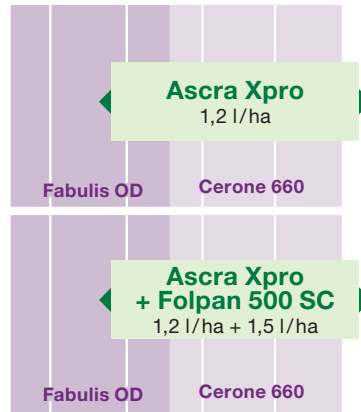 Ascra Xpro
1,2 l/ha
Fabulis OD Cerone 660
Ascra Xpro
+ Folpan 500 SC
1,2 l/ha + 1,5 l/ha
Fabulis OD Cerone 660